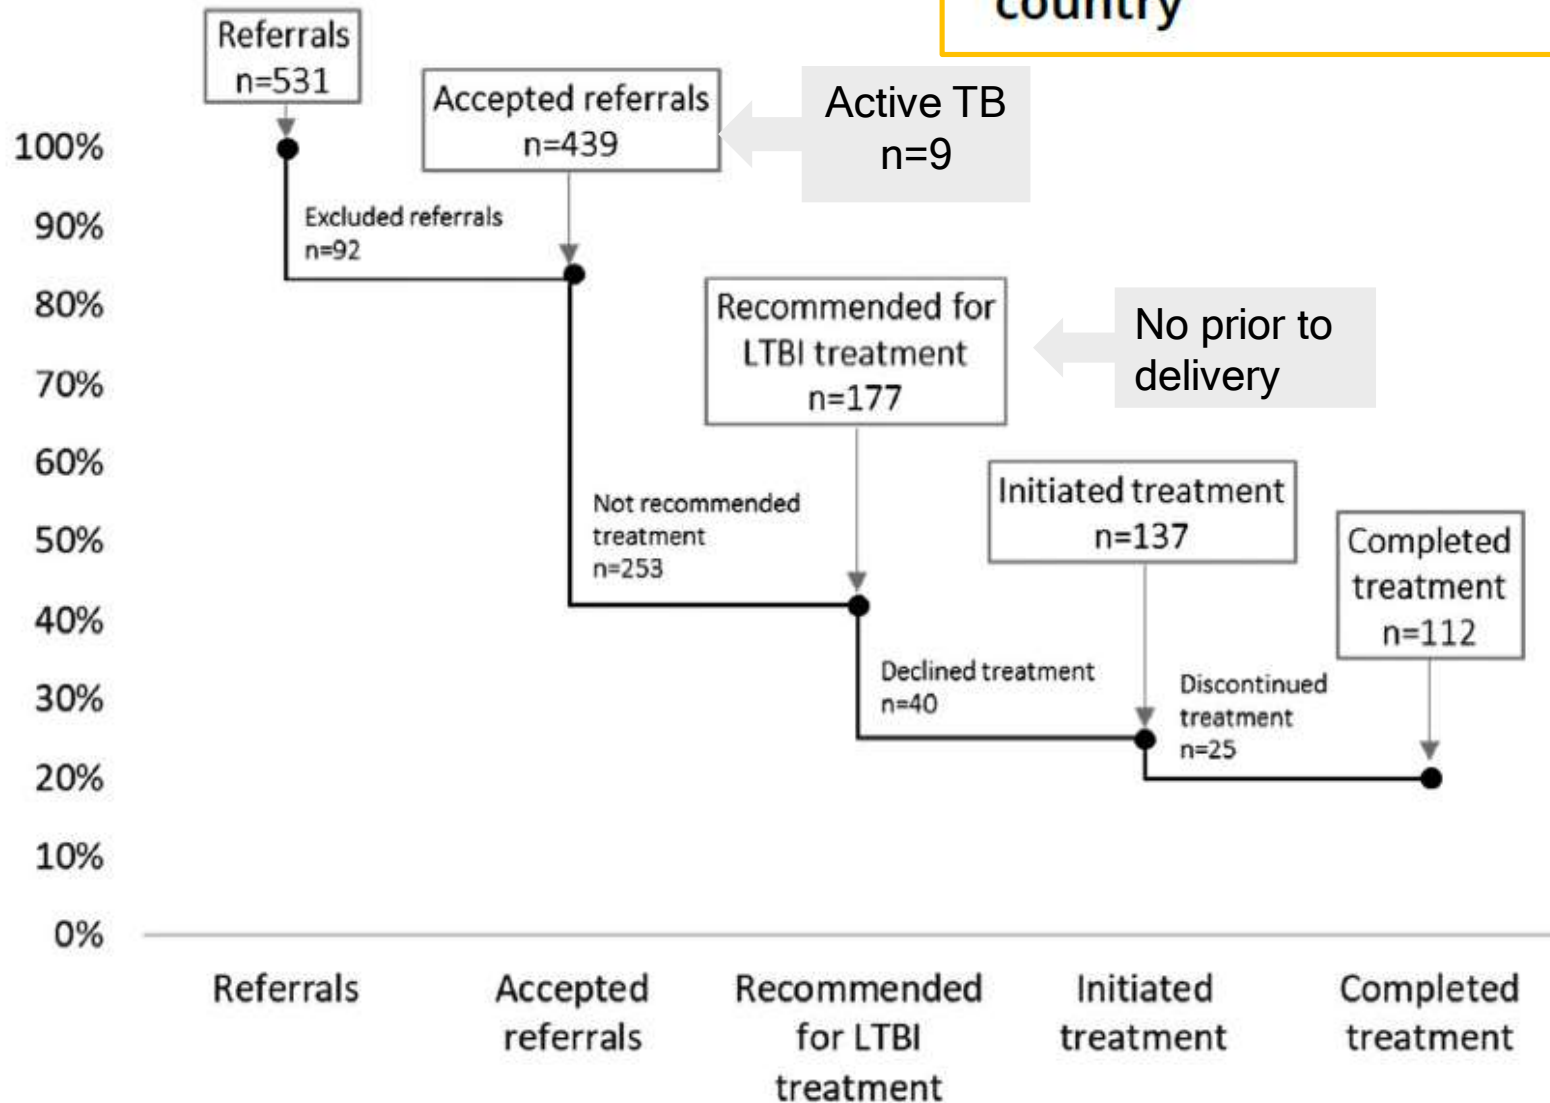 country
Referrals
n=531
Accepted referrals
n=439
Active TB
n=9
100%
90%
80%
70%
60%
50%
40%
30%
20%
10%
0%
Excluded referrals
n=92
Recommended for
LTBI treatment
n=177
No prior to
delivery
Not recommended
treatment
n=253
Initiated treatment
n=137
Completed
treatment
n=112
Declined treatment
n=40
Discontinued
treatment
n=25
Referrals
Accepted
referrals
Recommended
for LTBI
treatment
Initiated
treatment
Completed
treatment